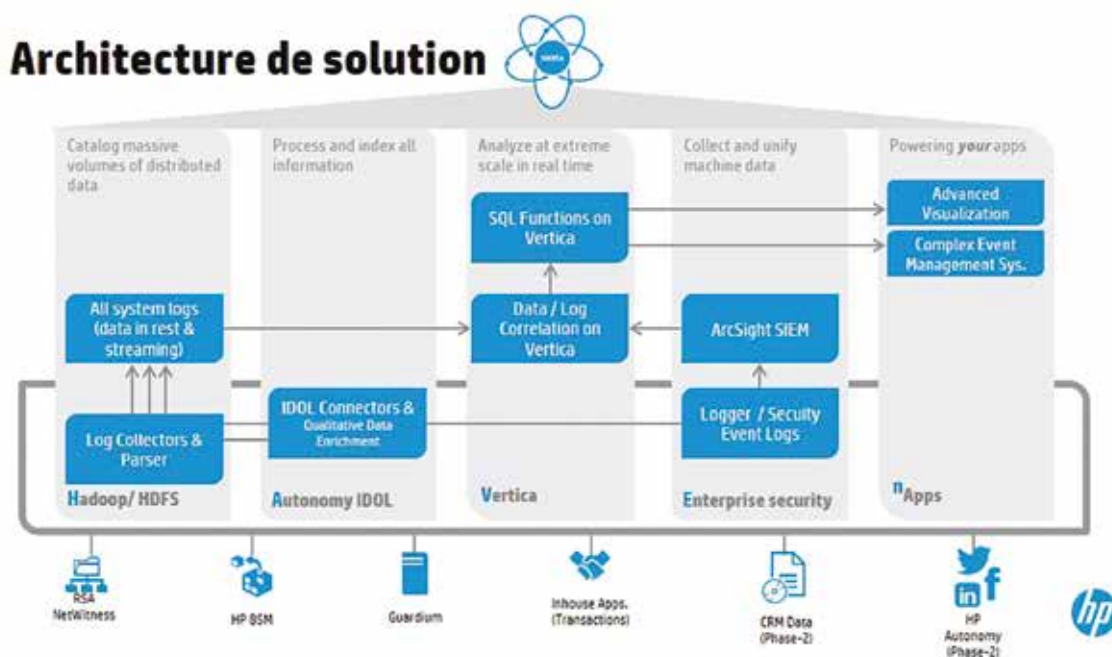 Architecture de solution
Catalog massive
volumes of distributed
data
Process and index all
information
Analyze at extreme
scale in real time
Collect and unify
machine data
Powering your apps
SQL Functions on
Vertica
Advanced
Visualization
Complex Event
Management Sys.
All system logs
(data in rest &
streaming)
Data / Log
Correlation on
Vertica
ArcSight SIEM
Log Collectors &
Parser
IDOL Connectors &
Qualitative Data
Enrichment
Logger / Secuity
Event Logs
Hadoop/ HDFS
Autonomy IDOL
Vertica
Enterprise security
nApps
RSA
NetWitness
HP BSM
Guardium
Inhouse Apps.
(Transactions)
CRM Data
(Phase-2)
in
f
HP
Autonomy
(Phase-2)
hp